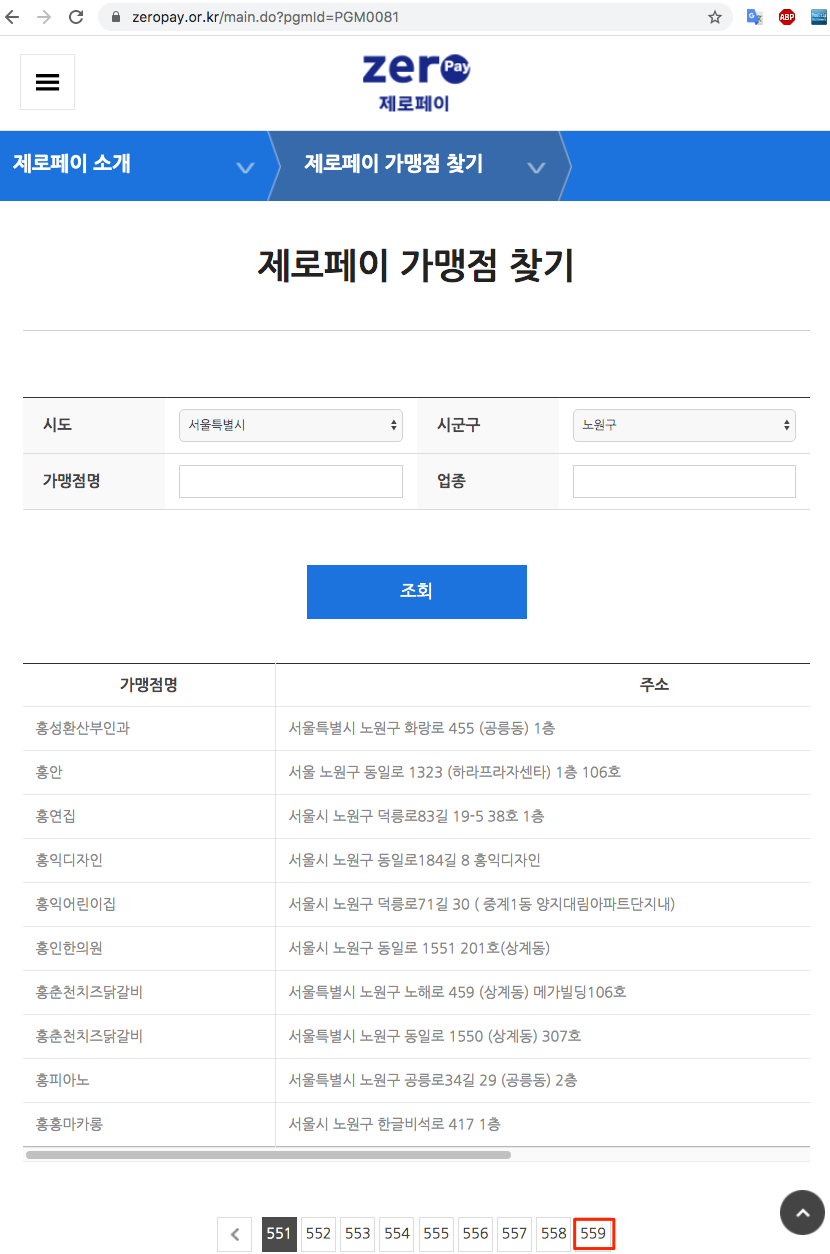 zeropay.or.kr/main.do?pgmId=PGM0081
ABP
zero Pay
제로페이
제로페이 소개
제로페이 가맹점 찾기
제로페이 가맹점 찾기
시도 서울특별시 시군구 노원구
가맹점명 업종
조회
가맹점명 주소
홍성환산부인과 서울특별시 노원구 화랑로 455 (공릉동) 1층
홍안 서울 노원구 동일로 1323 (하라프라자센타) 1층 106호
홍연집 서울시 노원구 덕릉로83길 19-5 38호 1층
홍익디자인 서울시 노원구 동일로184길 8 홍익디자인
홍익어린이집 서울시 노원구 덕릉로71길 30 ( 중계1동 양지대림아파트단지내)
홍인한의원 서울시 노원구 동일로 1551 201호(상계동)
홍춘천치즈닭갈비 서울특별시 노원구 노해로 459 (상계동) 메가빌딩106호
홍춘천치즈닭갈비 서울특별시 노원구 동일로 1550 (상계동) 307호
홍피아노 서울특별시 노원구 공릉로34길 29 (공릉동) 2층
홍홍마카롱 서울시 노원구 한글비석로 417 1층
551 552 553 554 555 556 557 558 559